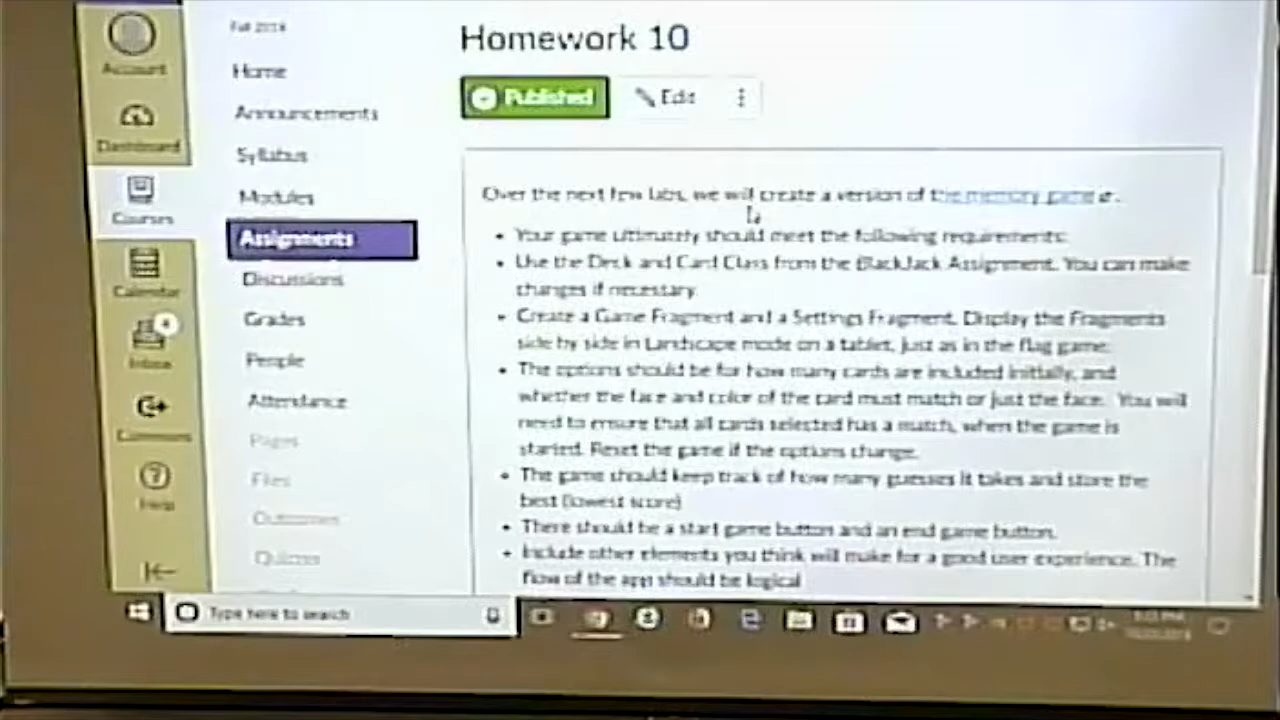 Fall 2018
Homework 10
Account
Home
Published
Edit
Announcements
Dashboard
Syllabus
Over the next few labs, we will create a version of the memory game.
Modules
Courses
Your game ultimately should meet the following requirements:
Assignments
Use the Deck and Card Class from the BlackJack Assignment. You can make
changes if necessary.
Discussions
Calendar
Create a Game Fragment and a Settings Fragment. Display the Fragments
side by side in Landscape mode on a tablet, just as in the flag game.
Grades
4
Inbox
People
The options should be for how many cards are included initially, and
whether the face and color of the card must match or just the face. You will
need to ensure that all cards selected has a match, when the game is
started. Reset the game if the options change.
Attendance
Commons
Pages
The game should keep track of how many guesses it takes and store the
best (lowest score)
Files
Help
Outcomes
There should be a start game button and an end game button.
Quizzes
Include other elements you think will make for a good user experience. The
flow of the app should be logical
Type here to search